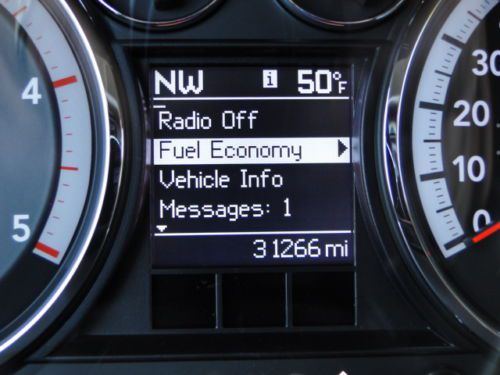 NW i 50°F
Radio Off
Fuel Economy
Vehicle Info
Messages: 1
31266 mi
4
5
30
20
10
0